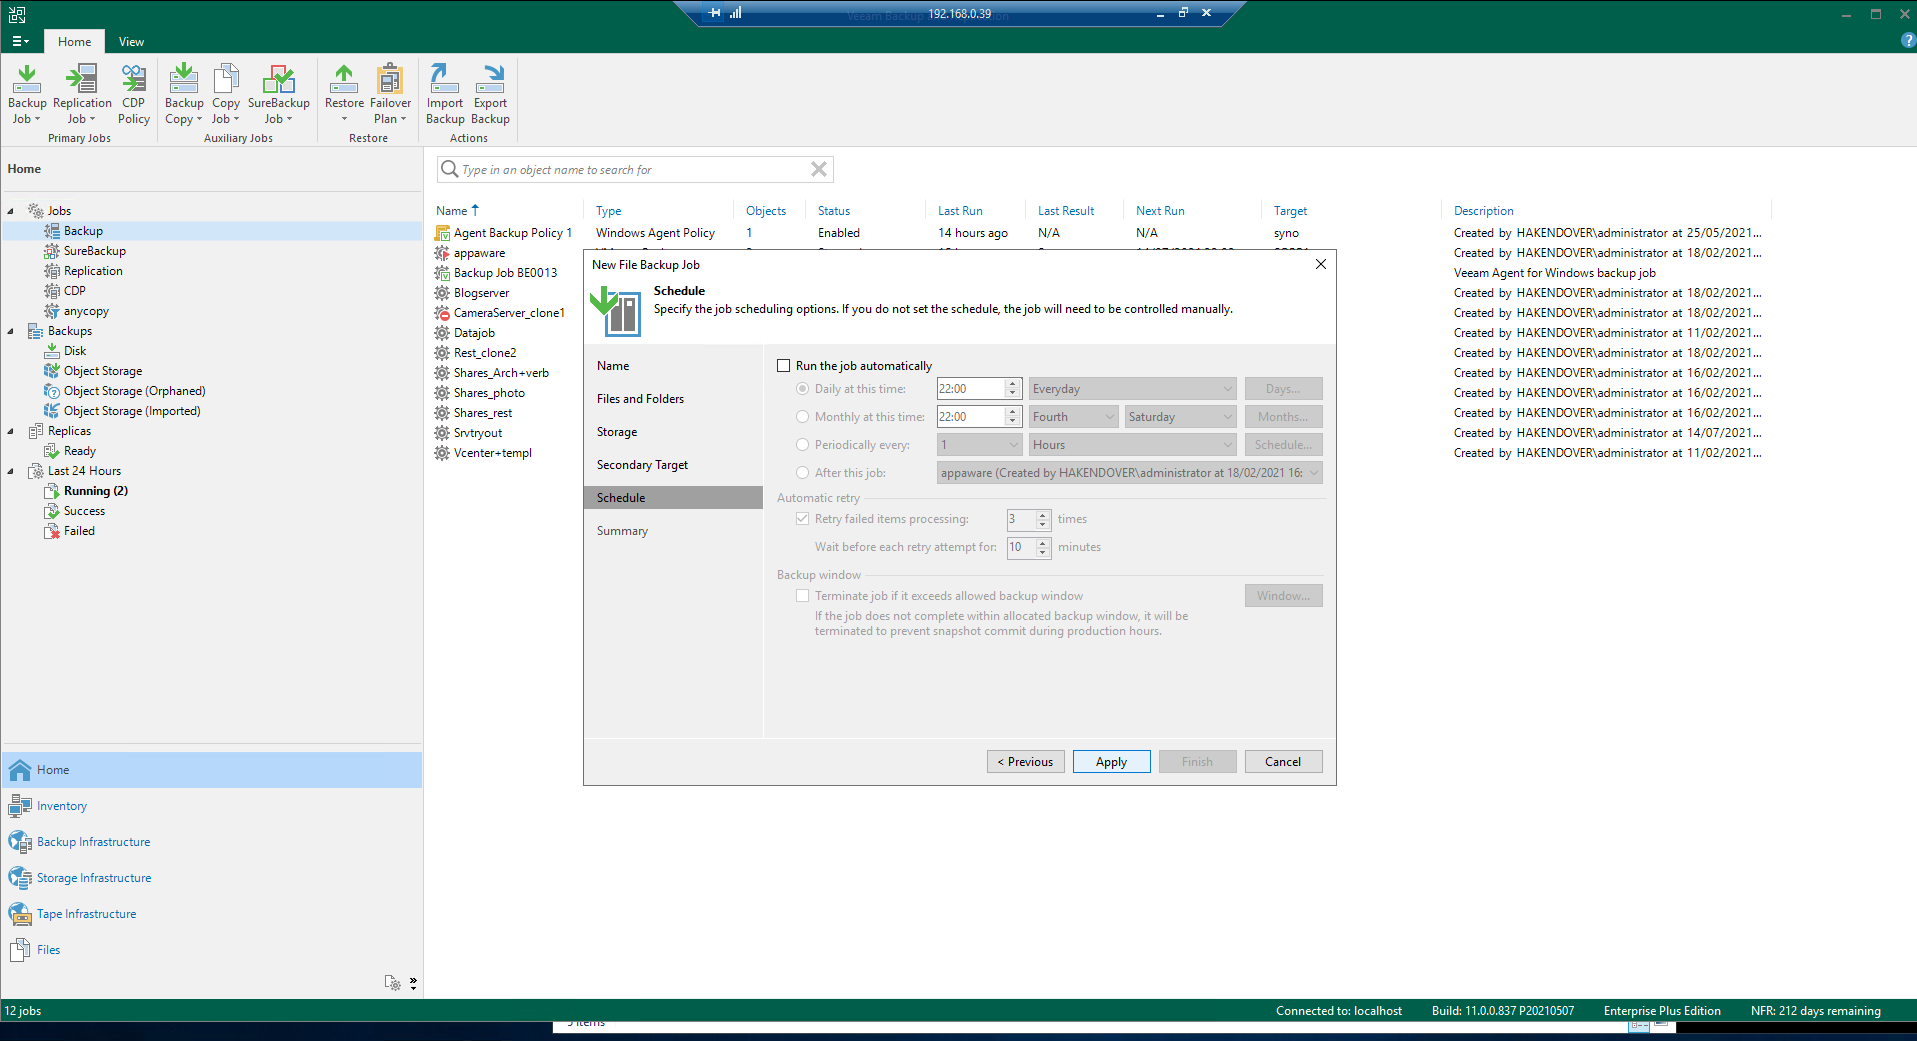 192.168.0.39
Home
View
?
Backup Job
Replication Job
CDP Policy
Backup Copy
Copy Job
SureBackup Job
Restore
Failover Plan
Import Backup
Export Backup
Primary Jobs
Auxiliary Jobs
Restore
Actions
Home
Type in an object name to search for
Jobs
Backup
SureBackup
Replication
CDP
anycopy
Backups
Disk
Object Storage
Object Storage (Orphaned)
Object Storage (Imported)
Replicas
Ready
Last 24 Hours
Running (2)
Success
Failed
Home
Inventory
Backup Infrastructure
Storage Infrastructure
Tape Infrastructure
Files
Name Type Objects Status Last Run Last Result Next Run Target Description
Agent Backup Policy 1 Windows Agent Policy 1 Enabled 14 hours ago N/A N/A syno Created by HAKENDOVER\administrator at 25/05/2021...
appaware Created by HAKENDOVER\administrator at 18/02/2021...
Backup Job BE0013 Veeam Agent for Windows backup job
Blogserver Created by HAKENDOVER\administrator at 18/02/2021...
CameraServer_clone1 Created by HAKENDOVER\administrator at 18/02/2021...
Datajob Created by HAKENDOVER\administrator at 11/02/2021...
Rest_clone2 Created by HAKENDOVER\administrator at 18/02/2021...
Shares_Arch+verb Created by HAKENDOVER\administrator at 16/02/2021...
Shares_photo Created by HAKENDOVER\administrator at 16/02/2021...
Shares_rest Created by HAKENDOVER\administrator at 16/02/2021...
Srvtryout Created by HAKENDOVER\administrator at 14/07/2021...
Vcenter+templ Created by HAKENDOVER\administrator at 11/02/2021...
New File Backup Job
Schedule
Specify the job scheduling options. If you do not set the schedule, the job will need to be controlled manually.
Name
Files and Folders
Storage
Secondary Target
Schedule
Summary
Run the job automatically
Daily at this time: 22:00 Everyday Days...
Monthly at this time: 22:00 Fourth Saturday Months...
Periodically every: 1 Hours Schedule...
After this job: appaware (Created by HAKENDOVER\administrator at 18/02/2021 16:
Automatic retry
Retry failed items processing: 3 times
Wait before each retry attempt for: 10 minutes
Backup window
Terminate job if it exceeds allowed backup window Window...
If the job does not complete within allocated backup window, it will be
terminated to prevent snapshot commit during production hours.
< Previous Apply Finish Cancel
12 jobs
Connected to: localhost Build: 11.0.0.837 P20210507 Enterprise Plus Edition NFR: 212 days remaining